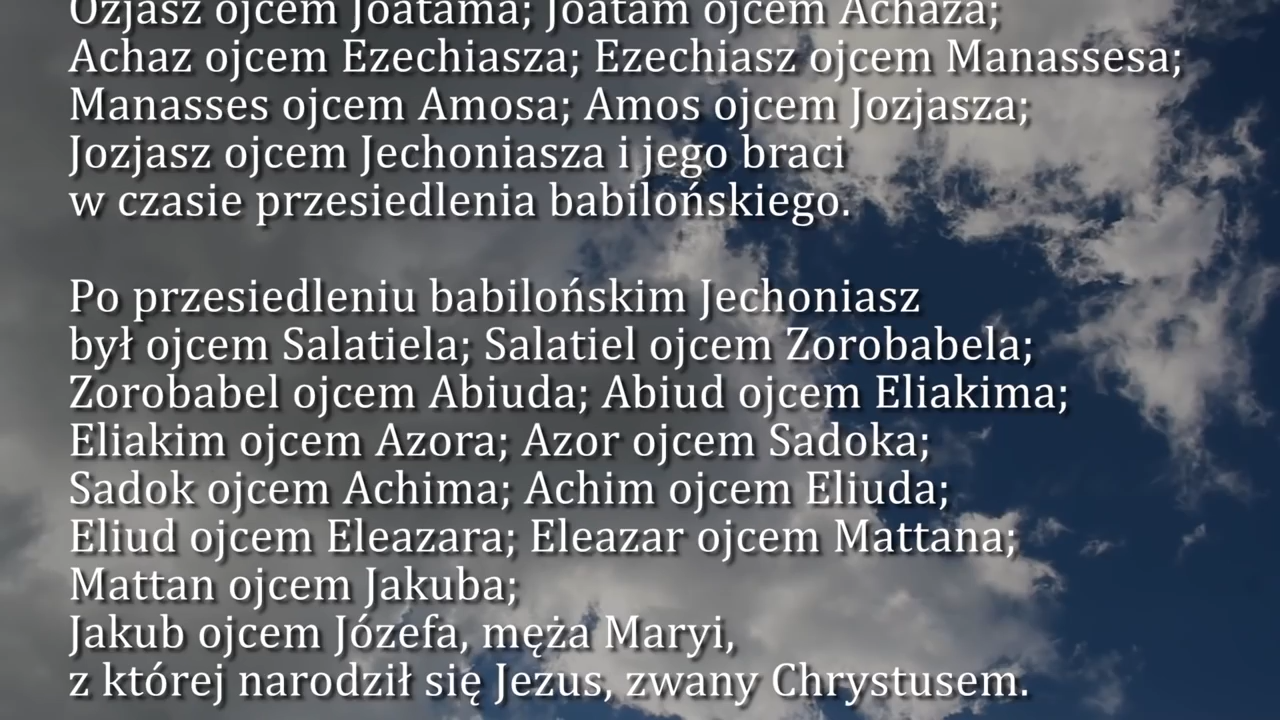 Ozjasz ojcem Joatama; Joatam ojcem Achaza;
Achaz ojcem Ezechiasza; Ezechiasz ojcem Manassesa;
Manasses ojcem Amosa; Amos ojcem Jozjasza;
Jozjasz ojcem Jechoniasza i jego braci
w czasie przesiedlenia babilońskiego.
Po przesiedleniu babilońskim Jechoniasz
był ojcem Salatiela; Salatiel ojcem Zorobabela;
Zorobabel ojcem Abiuda; Abiud ojcem Eliakima;
Eliakim ojcem Azora; Azor ojcem Sadoka;
Sadok ojcem Achima; Achim ojcem Eliuda;
Eliud ojcem Eleazara; Eleazar ojcem Mattana;
Mattan ojcem Jakuba;
Jakub ojcem Józefa, męża Maryi,
z której narodził się Jezus, zwany Chrystusem.